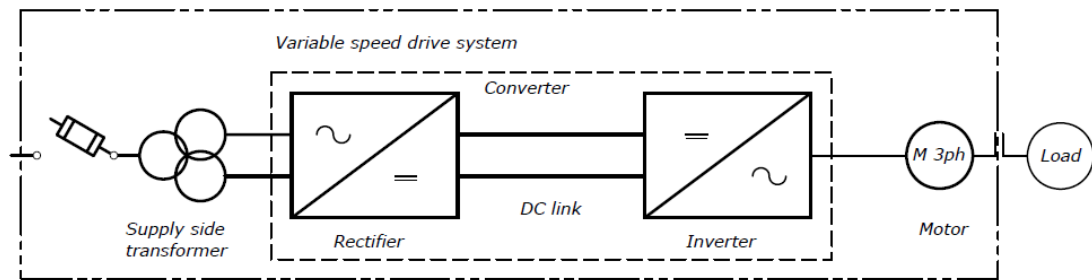 Variable speed drive system
Converter
M 3ph
Load
DC link
Supply side
transformer
Rectifier
Inverter
Motor